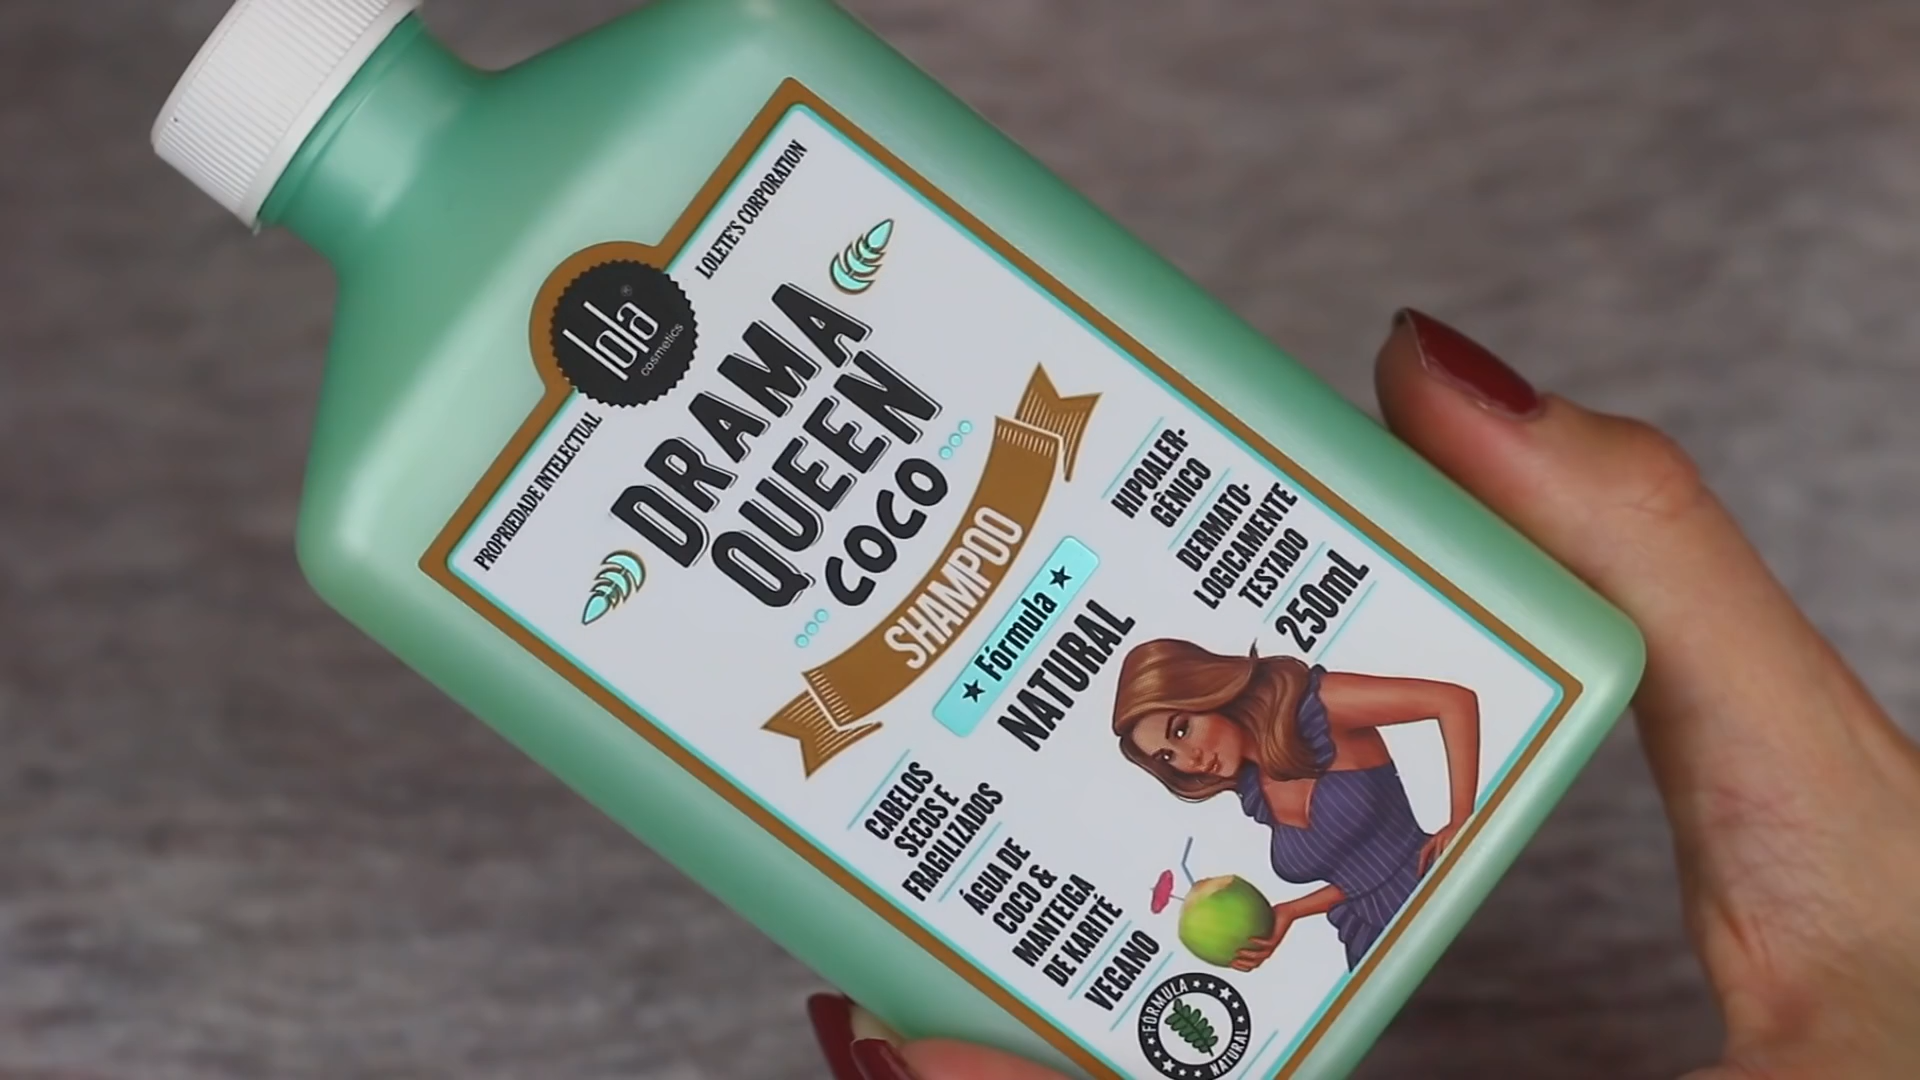 PROPRIEDADE INTELECTUAL
lola®
cosmetics
LOLETE'S CORPORATION
DRAMA
QUEEN
COCO
SHAMPOO
★ Fórmula ★
NATURAL
CABELOS
SECOS E
FRAGILIZADOS
ÁGUA DE
COCO &
MANTEIGA
DE KARITÉ
VEGANO
HIPOALER-
GÊNICO
DERMATO-
LOGICAMENTE
TESTADO
250mL
FÓRMULA
NATURAL